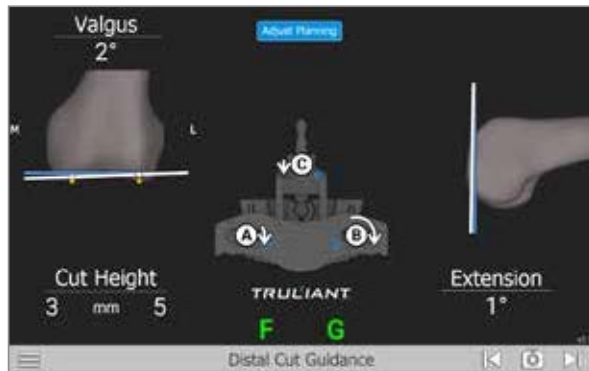 Valgus
2°
Adjust Planning
M
L
C
A
B
Cut Height
3 mm 5
TRULIANT
Extension
1°
F G
Distal Cut Guidance